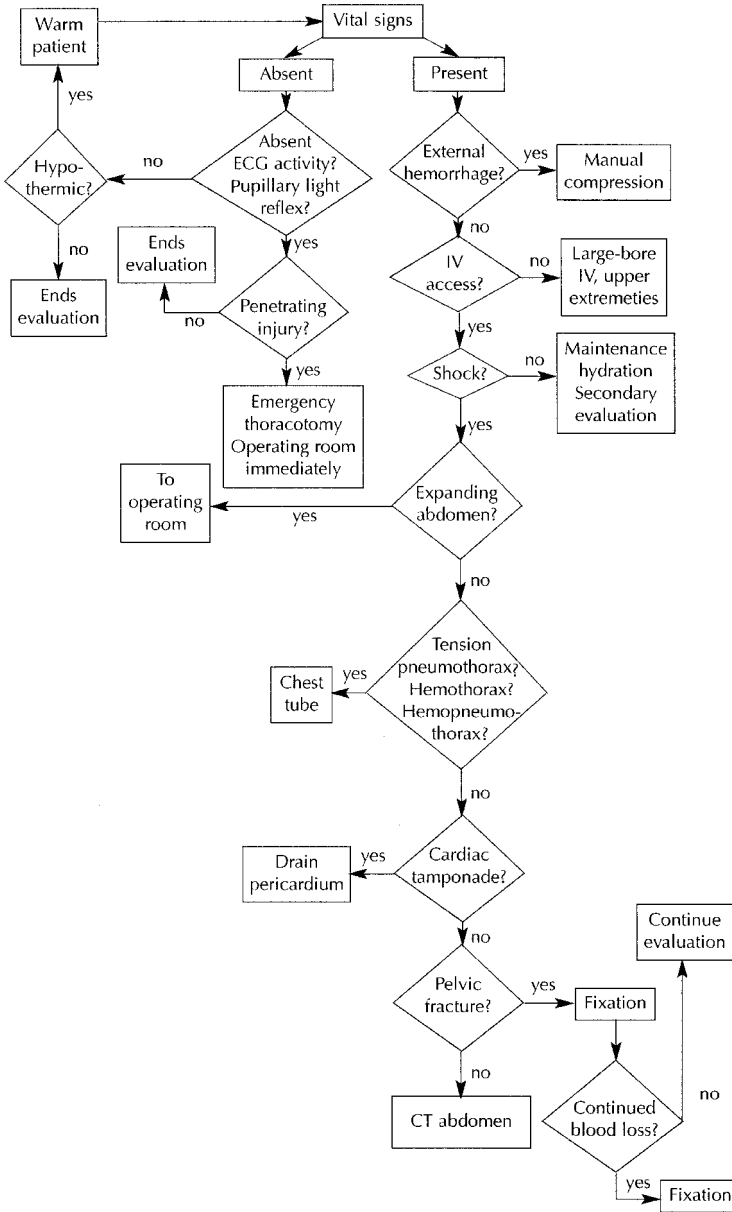 Warm
patient
Vital signs
Absent
Present
yes
Hypo-
thermic?
no
Absent
ECG activity?
Pupillary light
reflex?
External
hemorrhage?
yes
Manual
compression
no
Ends
evaluation
yes
no
IV
access?
no
Large-bore
IV, upper
extremeties
Ends
evaluation
no
Penetrating
injury?
yes
yes
Shock?
no
Maintenance
hydration
Secondary
evaluation
Emergency
thoracotomy
Operating room
immediately
yes
To
operating
room
yes
Expanding
abdomen?
no
Chest
tube
yes
Tension
pneumothorax?
Hemothorax?
Hemopneumo-
thorax?
no
Drain
pericardium
yes
Cardiac
tamponade?
no
Continue
evaluation
Pelvic
fracture?
yes
Fixation
no
CT abdomen
Continued
blood loss?
no
yes
Fixation